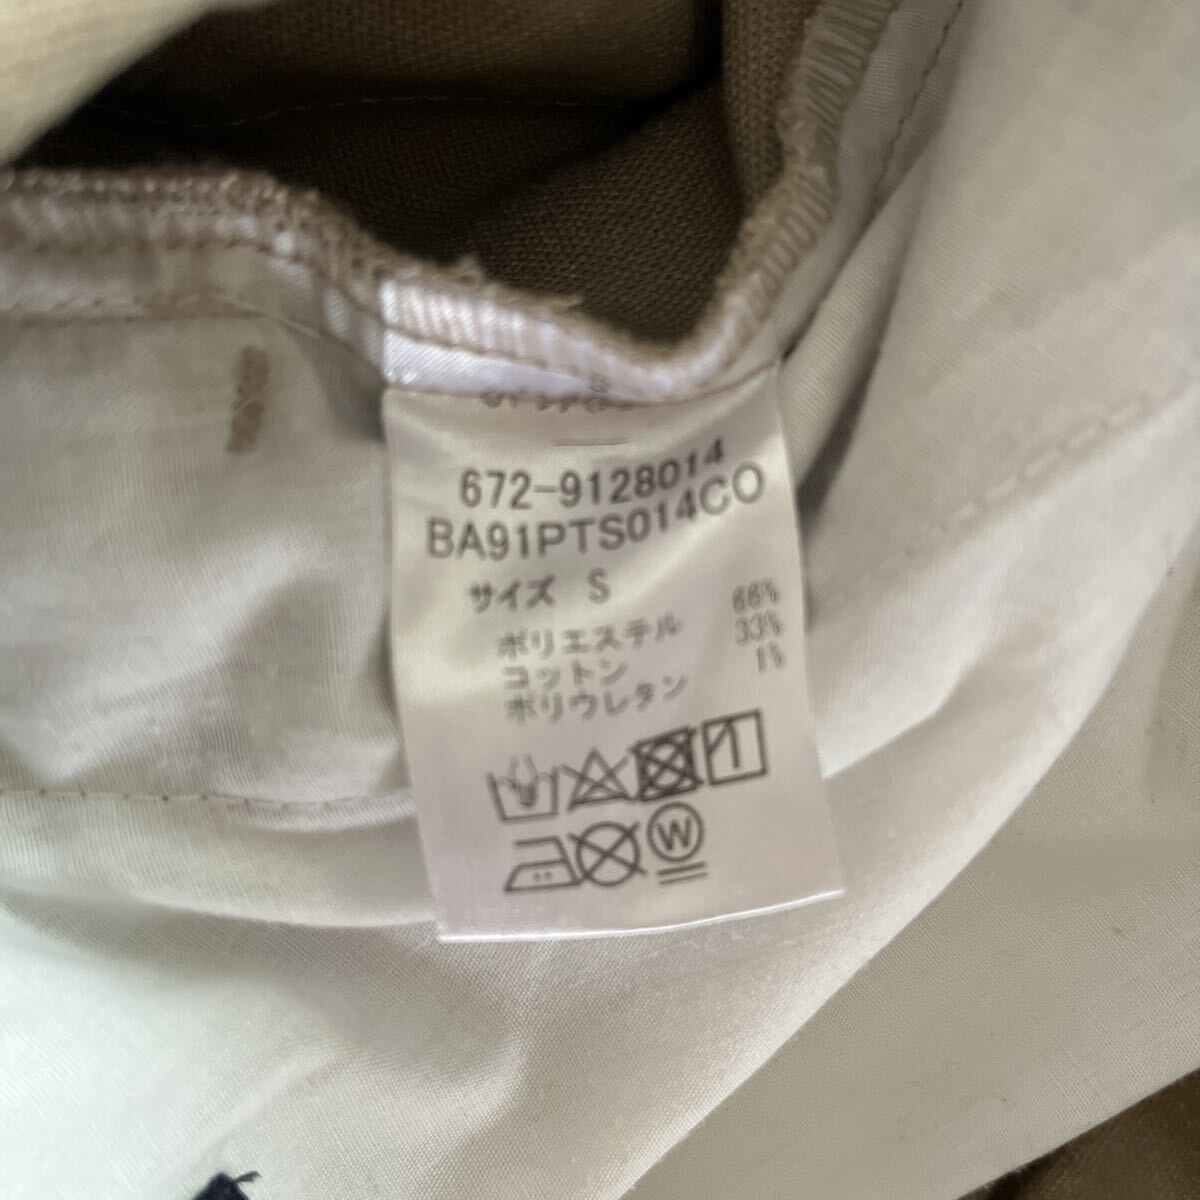 672-9128014
BA91PTS014CO
サイズ S
ポリエステル 66%
コットン 33%
ポリウレタン 1%
W